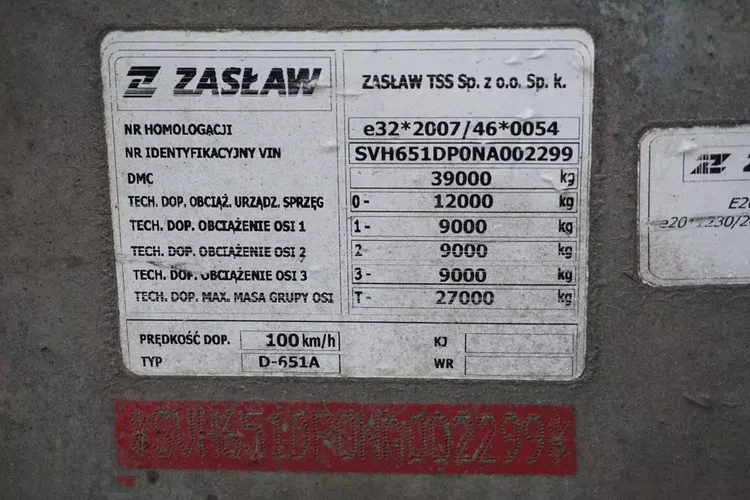 ZASŁAW
ZASŁAW TSS Sp. z o.o. Sp. k.
NR HOMOLOGACJI e32*2007/46*0054
NR IDENTYFIKACYJNY VIN SVH651DP0NA002299
DMC 39000 kg
TECH. DOP. OBCIĄŻ. URZĄDZ. SPRZĘG 0- 12000 kg
TECH. DOP. OBCIĄŻENIE OSI 1 1- 9000 kg
TECH. DOP. OBCIĄŻENIE OSI 2 2 9000 kg
TECH. DOP. OBCIĄŻENIE OSI 3 3- 9000 kg
TECH. DOP. MAX. MASA GRUPY OSI T- 27000 kg
PRĘDKOŚĆ DOP. 100 km/h KJ
TYP D-651A WR
*SVH651DP0NA002299*